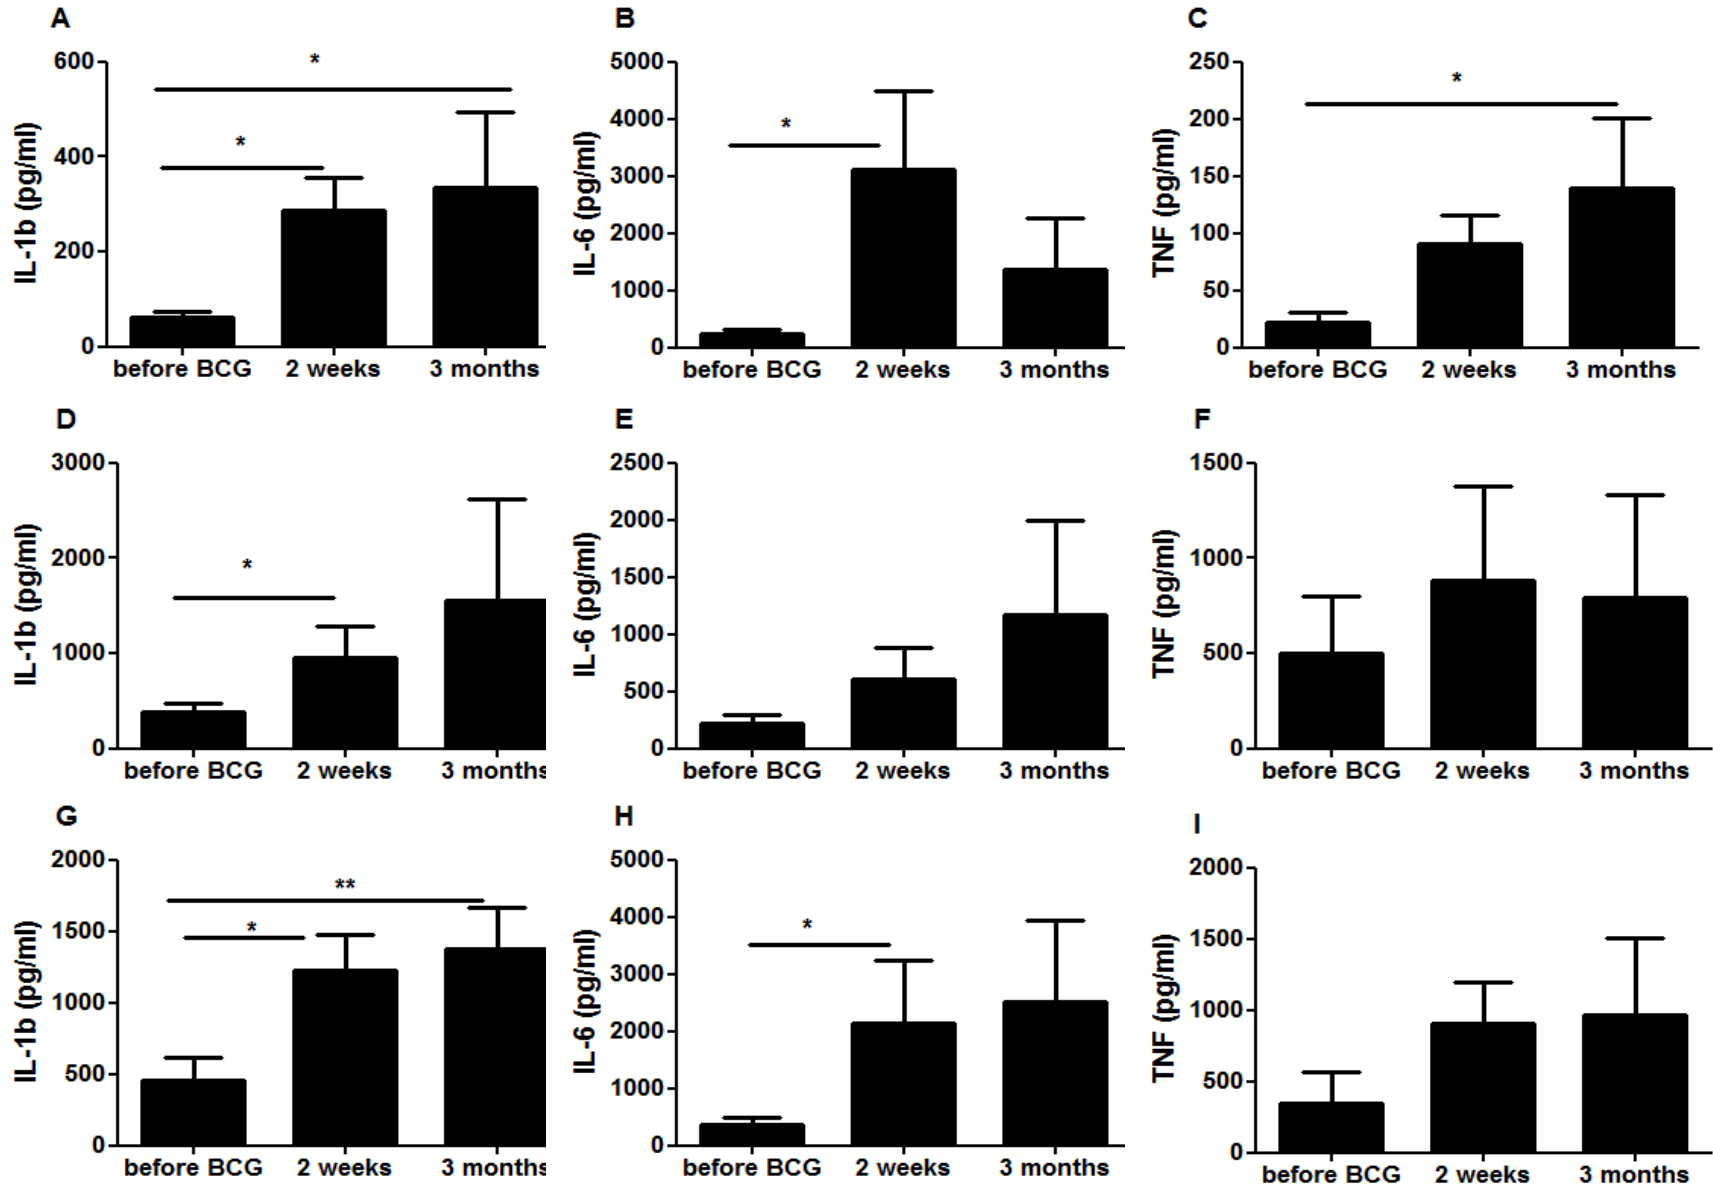 A
600
400
200
0
IL-1b (pg/ml)
*
*
before BCG 2 weeks 3 months
B
5000
4000
3000
2000
1000
0
IL-6 (pg/ml)
*
before BCG 2 weeks 3 months
C
250
200
150
100
50
0
TNF (pg/ml)
*
before BCG 2 weeks 3 months
D
3000
2000
1000
0
IL-1b (pg/ml)
*
before BCG 2 weeks 3 months
E
2500
2000
1500
1000
500
0
IL-6 (pg/ml)
before BCG 2 weeks 3 months
F
1500
1000
500
0
TNF (pg/ml)
before BCG 2 weeks 3 months
G
2000
1500
1000
500
0
IL-1b (pg/ml)
**
*
before BCG 2 weeks 3 months
H
5000
4000
3000
2000
1000
0
IL-6 (pg/ml)
*
before BCG 2 weeks 3 months
I
2000
1500
1000
500
0
TNF (pg/ml)
before BCG 2 weeks 3 months